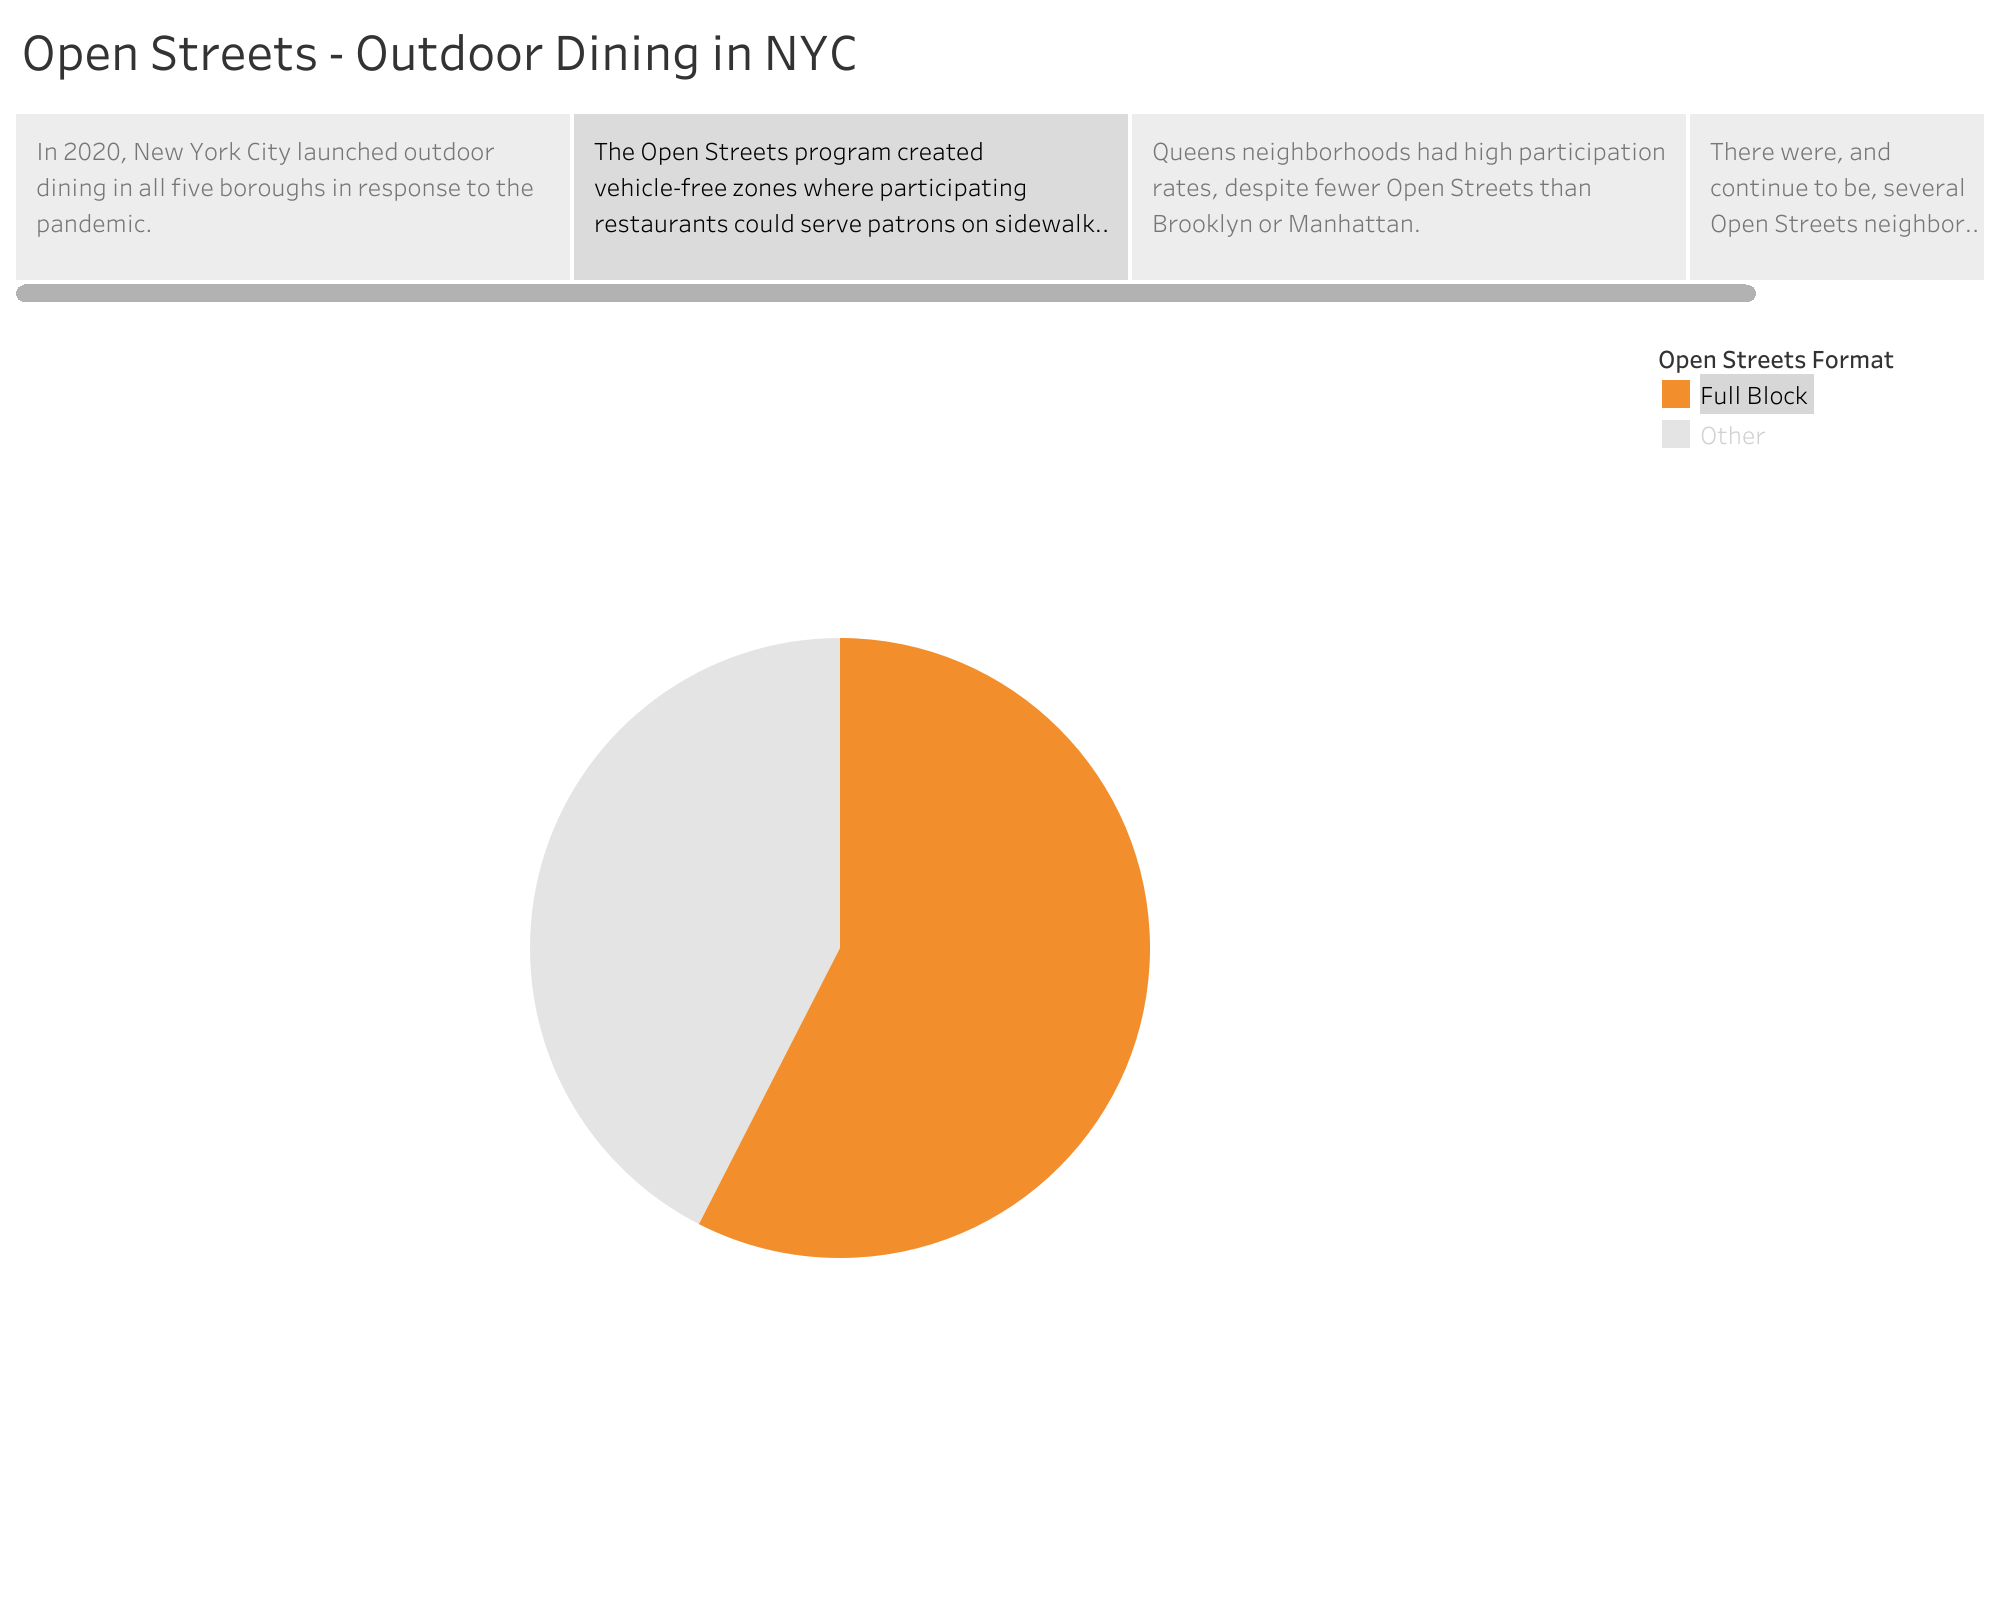 Open Streets - Outdoor Dining in NYC
In 2020, New York City launched outdoor
dining in all five boroughs in response to the
pandemic.
The Open Streets program created
vehicle-free zones where participating
restaurants could serve patrons on sidewalk..
Queens neighborhoods had high participation
rates, despite fewer Open Streets than
Brooklyn or Manhattan.
There were, and
continue to be, several
Open Streets neighbor..
Open Streets Format
Full Block
Other